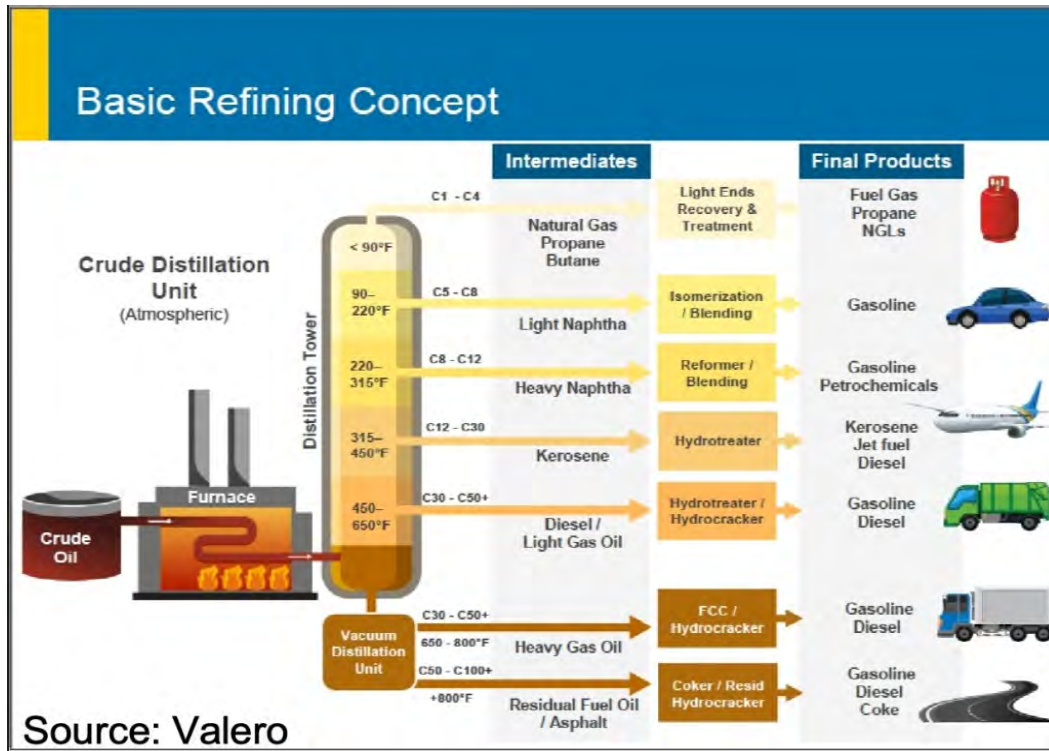 Basic Refining Concept
Intermediates
Final Products
Crude Distillation
Unit
(Atmospheric)
Crude
Oil
Furnace
Distillation Tower
< 90°F
C1 - C4
Natural Gas
Propane
Butane
Light Ends
Recovery &
Treatment
Fuel Gas
Propane
NGLs
90–
220°F
C5 - C8
Light Naphtha
Isomerization
/ Blending
Gasoline
220–
315°F
C8 - C12
Heavy Naphtha
Reformer /
Blending
Gasoline
Petrochemicals
315–
450°F
C12 - C30
Kerosene
Hydrotreater
Kerosene
Jet fuel
Diesel
450–
650°F
C30 - C50+
Diesel /
Light Gas Oil
Hydrotreater /
Hydrocracker
Gasoline
Diesel
Vacuum
Distillation
Unit
C30 - C50+
650 - 800°F
Heavy Gas Oil
FCC /
Hydrocracker
Gasoline
Diesel
C50 - C100+
+800°F
Residual Fuel Oil
/ Asphalt
Coker / Resid
Hydrocracker
Gasoline
Diesel
Coke
Source: Valero